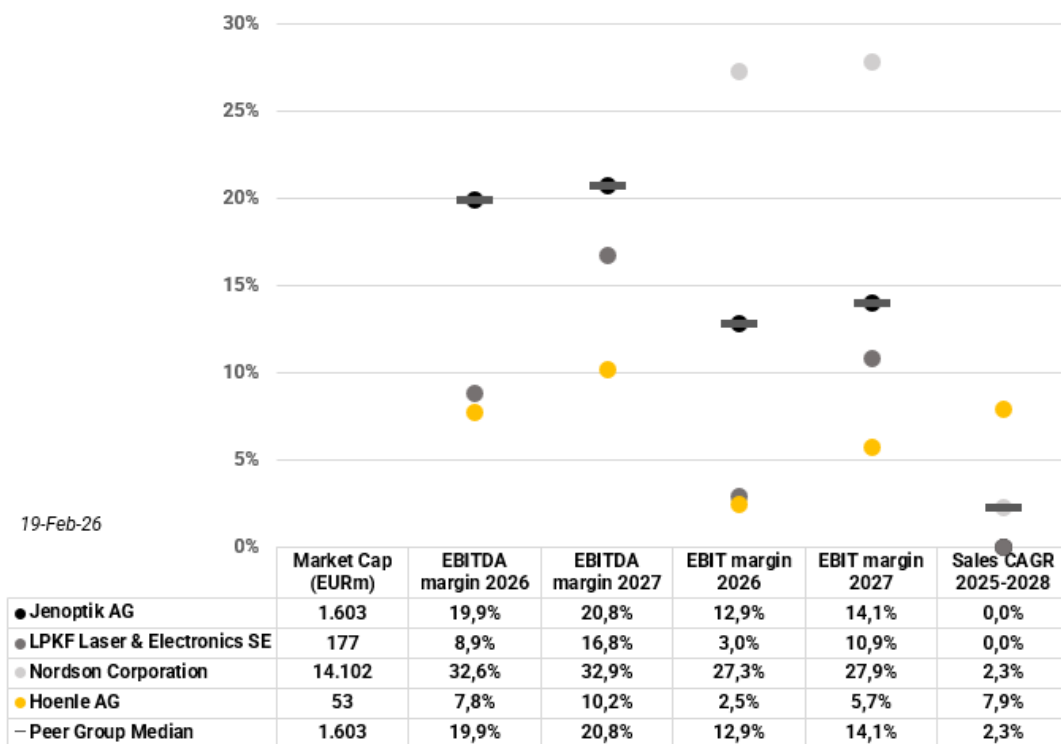 30%
25%
20%
15%
10%
5%
19-Feb-26
0%
Market Cap (EURm) EBITDA margin 2026 EBITDA margin 2027 EBIT margin 2026 EBIT margin 2027 Sales CAGR 2025-2028
Jenoptik AG 1.603 19,9% 20,8% 12,9% 14,1% 0,0%
LPKF Laser & Electronics SE 177 8,9% 16,8% 3,0% 10,9% 0,0%
Nordson Corporation 14.102 32,6% 32,9% 27,3% 27,9% 2,3%
Hoenle AG 53 7,8% 10,2% 2,5% 5,7% 7,9%
Peer Group Median 1.603 19,9% 20,8% 12,9% 14,1% 2,3%